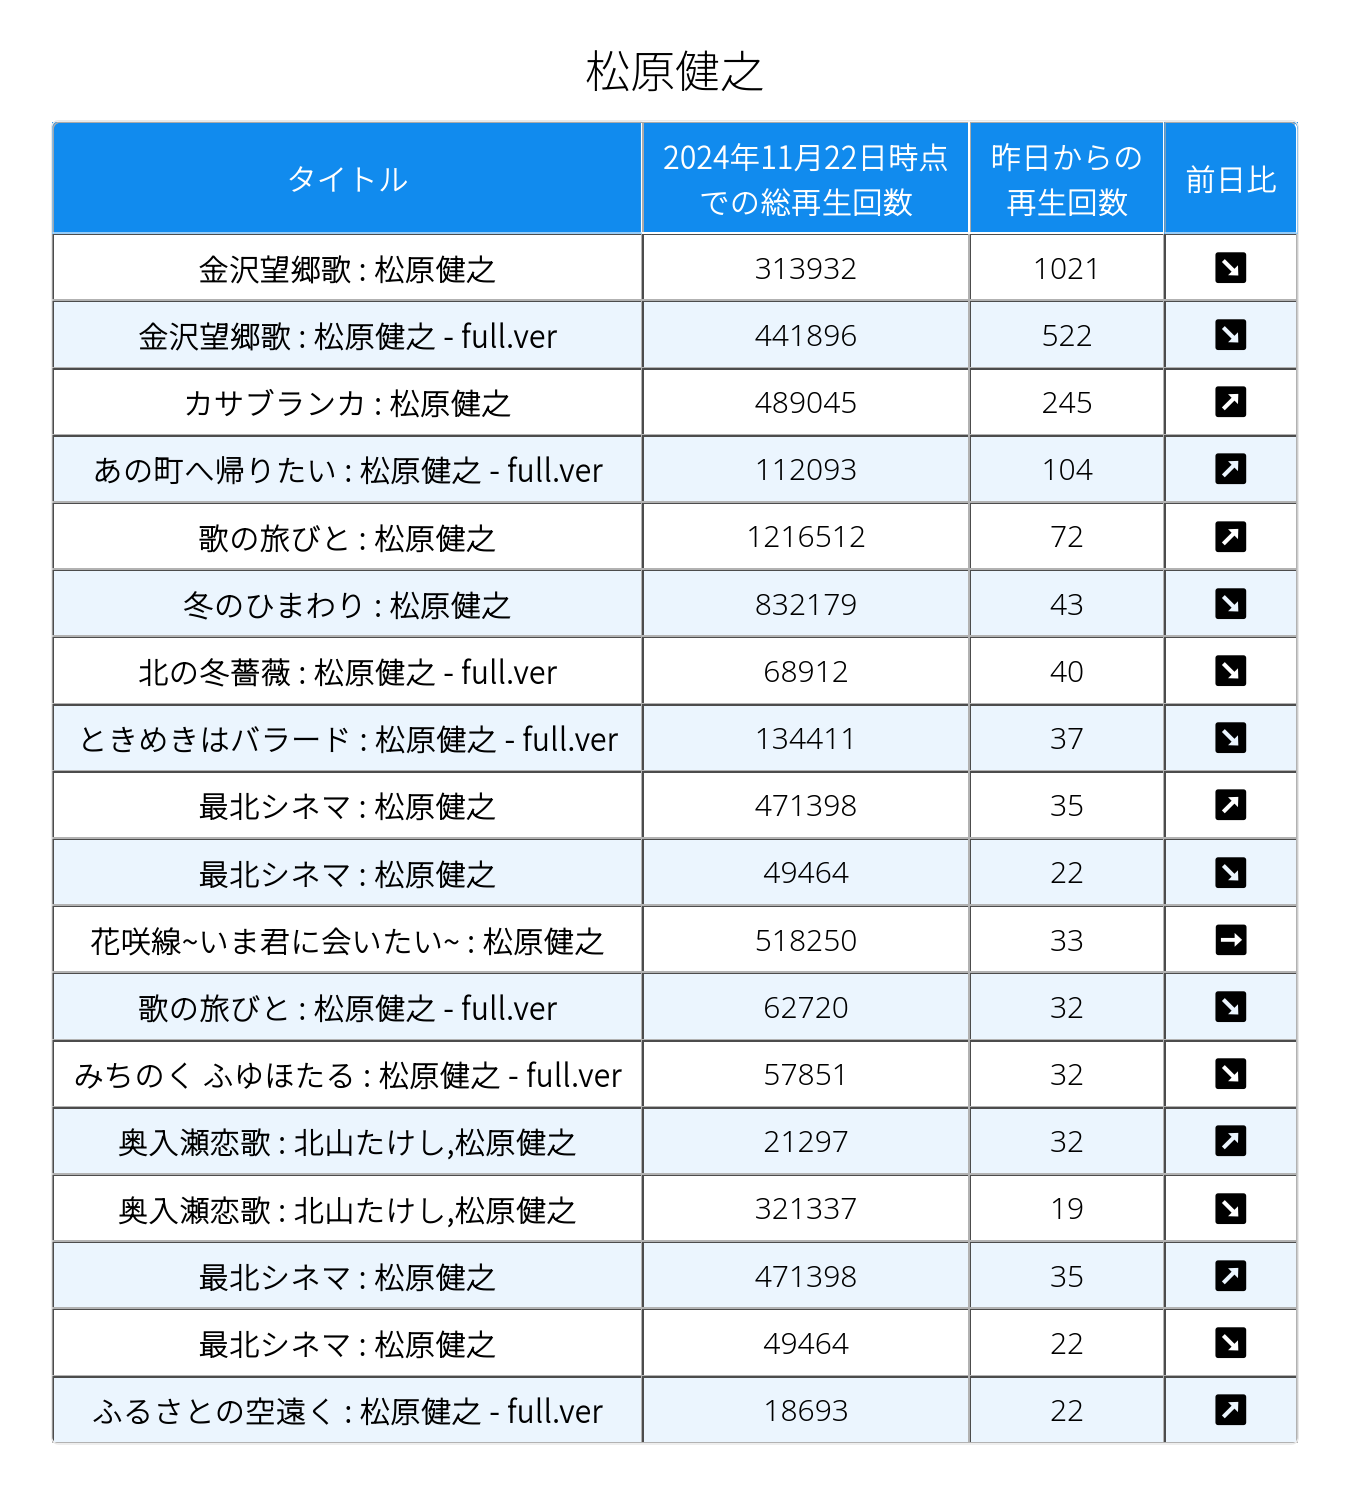 松原健之
タイトル
2024年11月22日時点
での総再生回数
昨日からの
再生回数
前日比
金沢望郷歌 : 松原健之 313932 1021
金沢望郷歌 : 松原健之 - full.ver 441896 522
カサブランカ : 松原健之 489045 245
あの町へ帰りたい : 松原健之 - full.ver 112093 104
歌の旅びと : 松原健之 1216512 72
冬のひまわり : 松原健之 832179 43
北の冬薔薇 : 松原健之 - full.ver 68912 40
ときめきはバラード : 松原健之 - full.ver 134411 37
最北シネマ : 松原健之 471398 35
最北シネマ : 松原健之 49464 22
花咲線~いま君に会いたい~ : 松原健之 518250 33
歌の旅びと : 松原健之 - full.ver 62720 32
みちのく ふゆほたる : 松原健之 - full.ver 57851 32
奥入瀬恋歌 : 北山たけし,松原健之 21297 32
奥入瀬恋歌 : 北山たけし,松原健之 321337 19
最北シネマ : 松原健之 471398 35
最北シネマ : 松原健之 49464 22
ふるさとの空遠く : 松原健之 - full.ver 18693 22